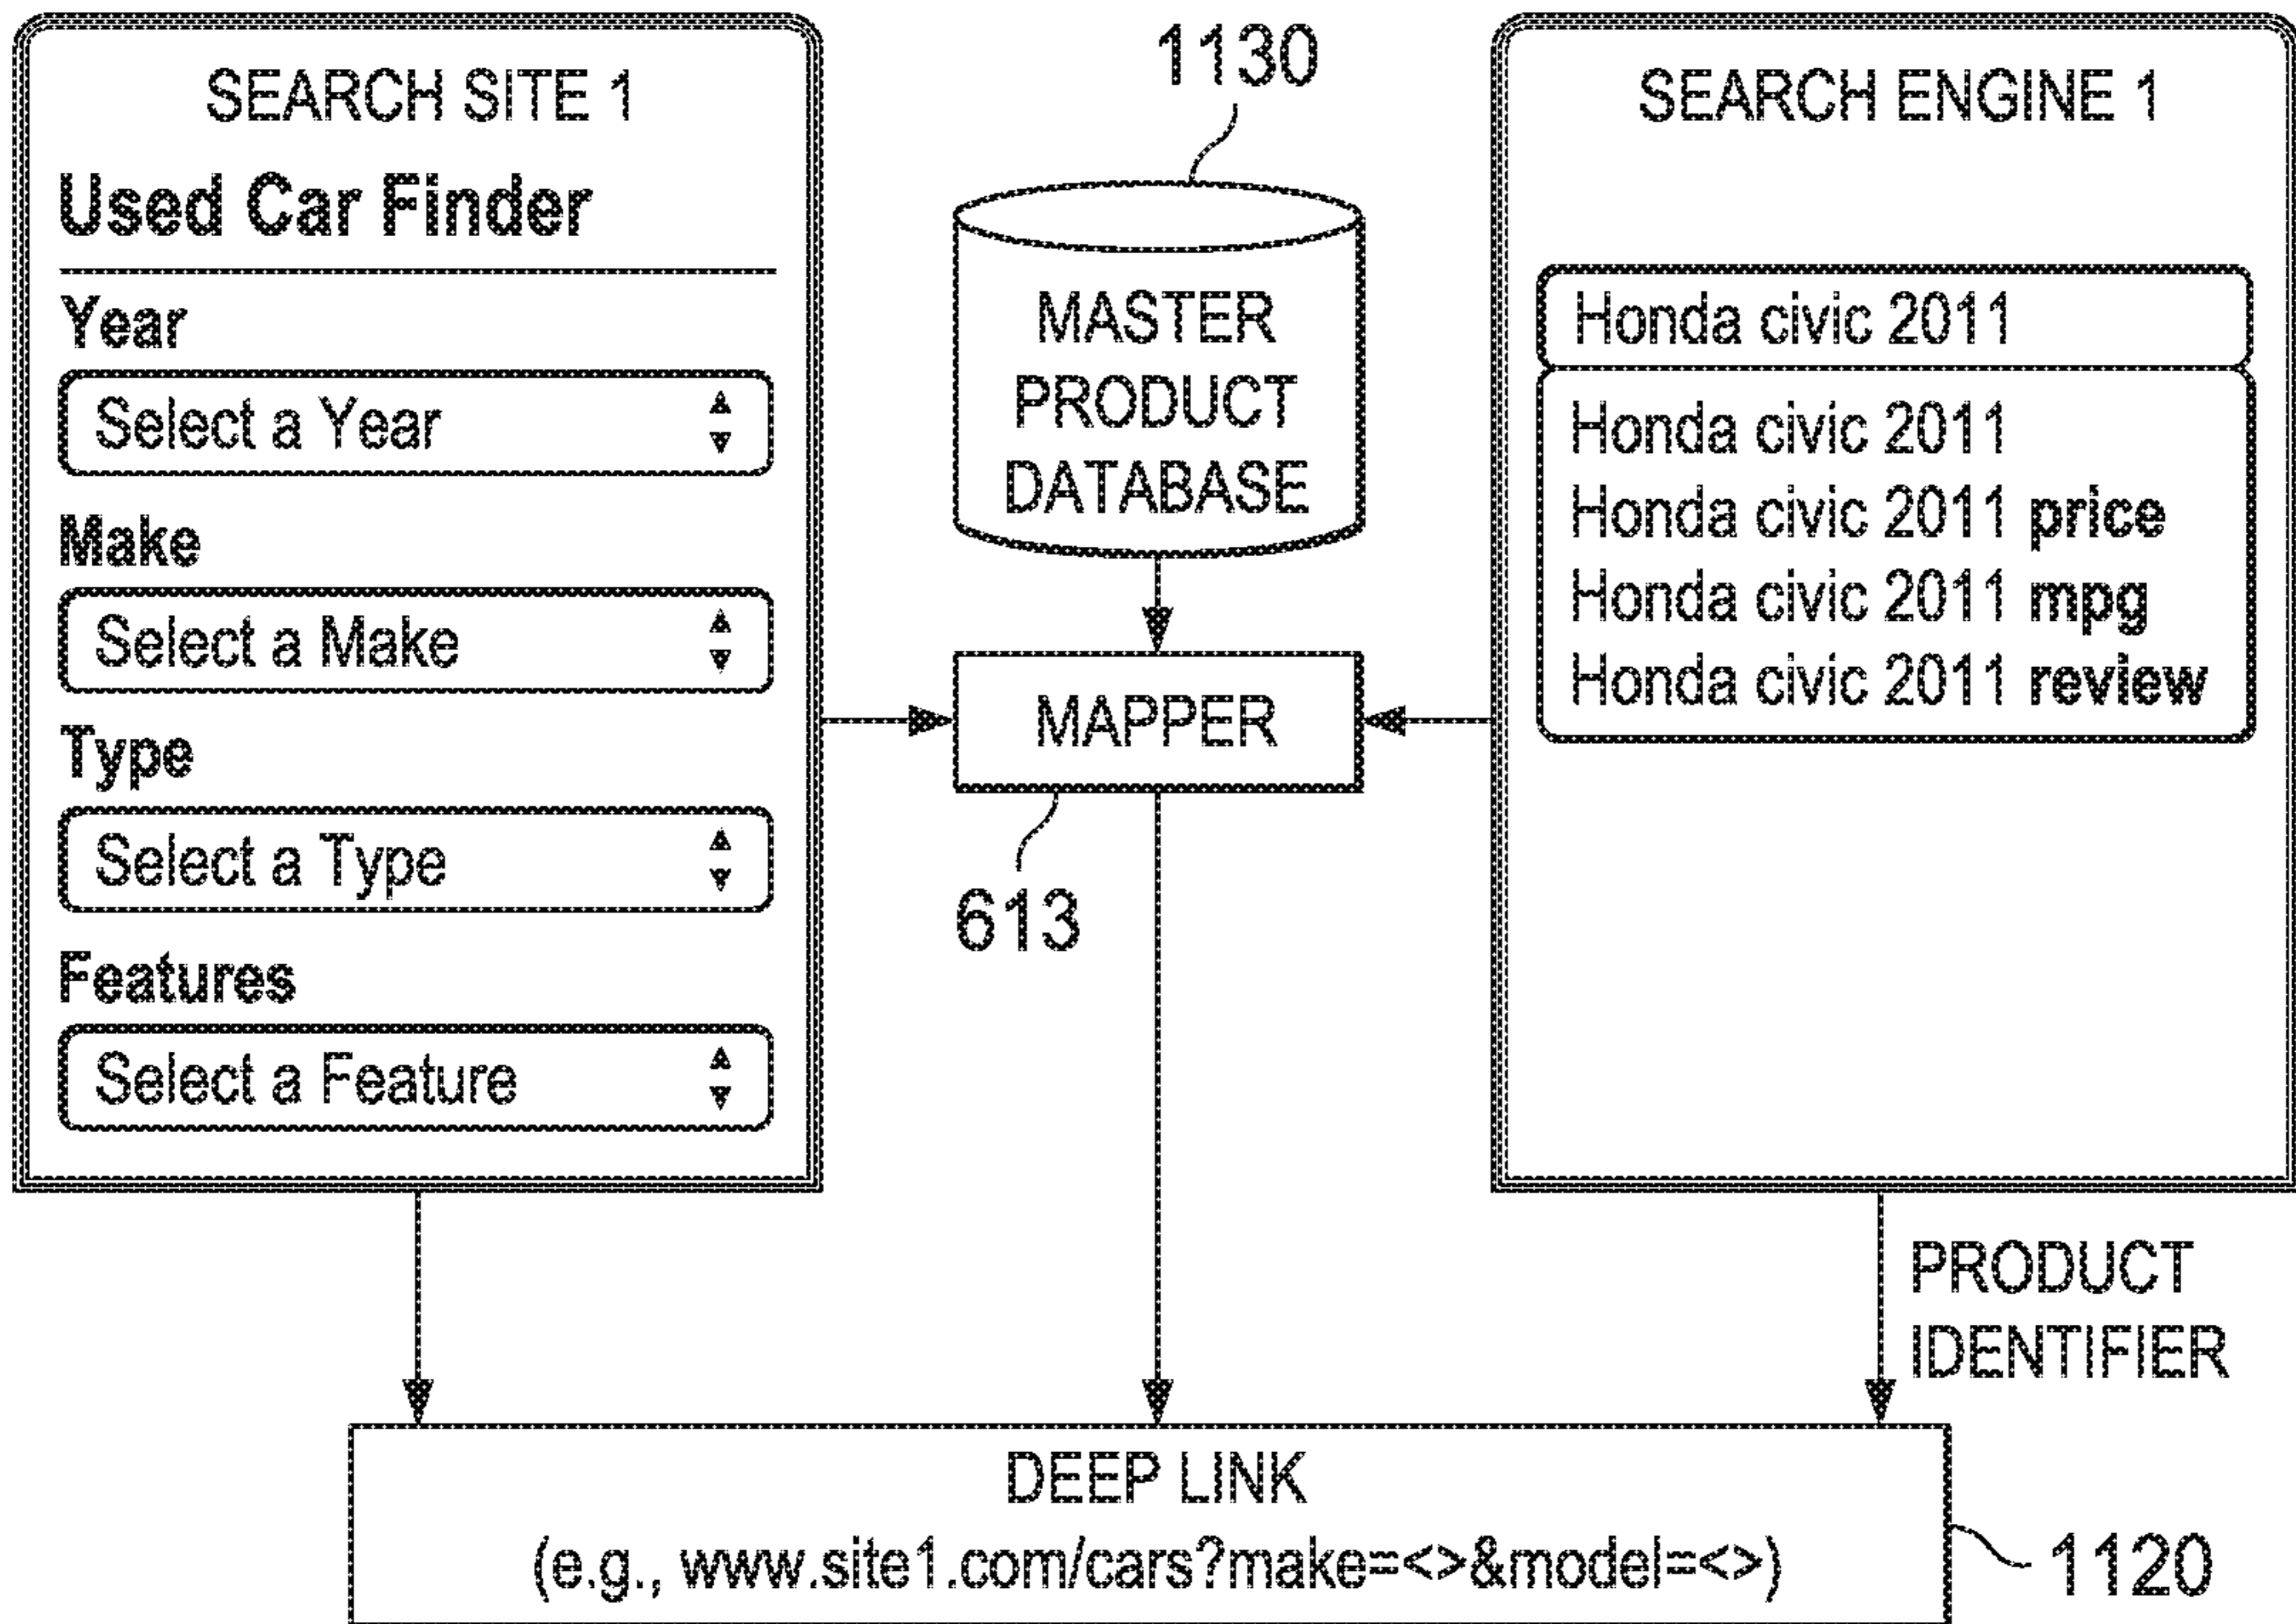 SEARCH SITE 1
Used Car Finder
Year
Select a Year
Make
Select a Make
Type
Select a Type
Features
Select a Feature
1130
MASTER
PRODUCT
DATABASE
MAPPER
613
SEARCH ENGINE 1
Honda civic 2011
Honda civic 2011
Honda civic 2011 price
Honda civic 2011 mpg
Honda civic 2011 review
PRODUCT
IDENTIFIER
DEEP LINK
(e.g., www.site1.com/cars?make=<>&model=<>)
1120